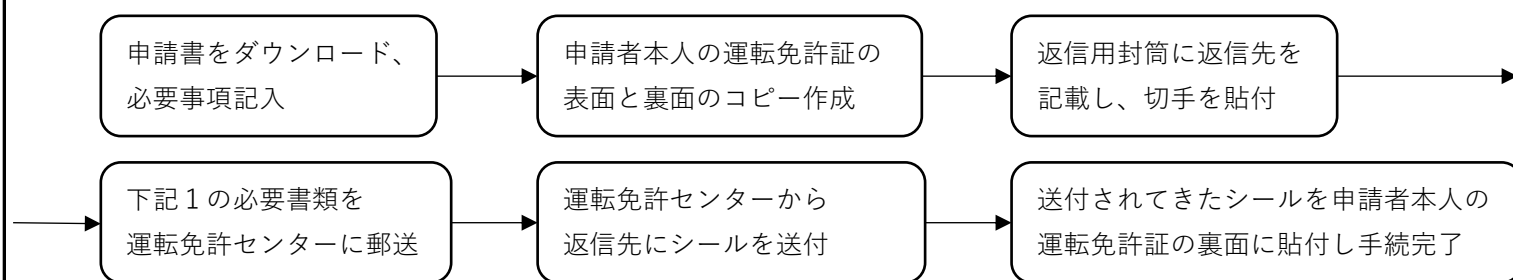 申請書をダウンロード、
必要事項記入
申請者本人の運転免許証の
表面と裏面のコピー作成
返信用封筒に返信先を
記載し、切手を貼付
下記１の必要書類を
運転免許センターに郵送
運転免許センターから
返信先にシールを送付
送付されてきたシールを申請者本人の
運転免許証の裏面に貼付し手続完了